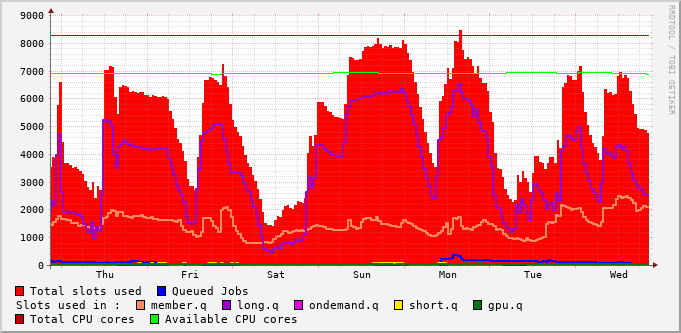 9000
8000
7000
6000
5000
4000
3000
2000
1000
0
Thu Fri Sat Sun Mon Tue Wed
RRDTOOL / TOBI OETIKER
Total slots used Queued Jobs
Slots used in : member.q long.q ondemand.q short.q gpu.q
Total CPU cores Available CPU cores